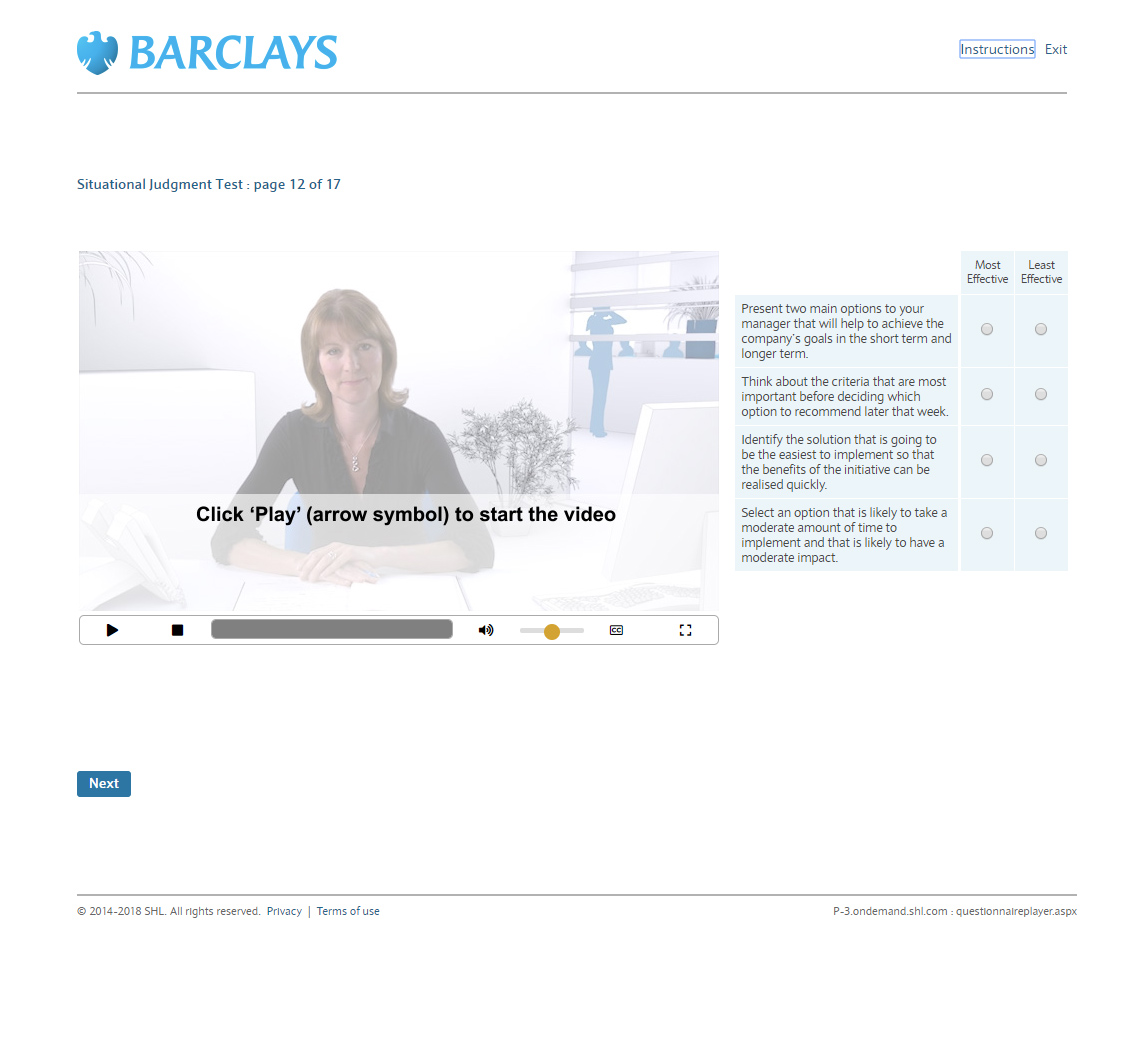 BARCLAYS
Instructions Exit
Situational Judgment Test : page 12 of 17
Most Effective
Least Effective
Present two main options to your
manager that will help to achieve the
company's goals in the short term and
longer term.
Think about the criteria that are most
important before deciding which
option to recommend later that week.
Identify the solution that is going to
be the easiest to implement so that
the benefits of the initiative can be
realised quickly.
Select an option that is likely to take a
moderate amount of time to
implement and that is likely to have a
moderate impact.
Click ‘Play’ (arrow symbol) to start the video
CC
Next
© 2014-2018 SHL. All rights reserved. Privacy | Terms of use
P-3.ondemand.shl.com : questionnaireplayer.aspx